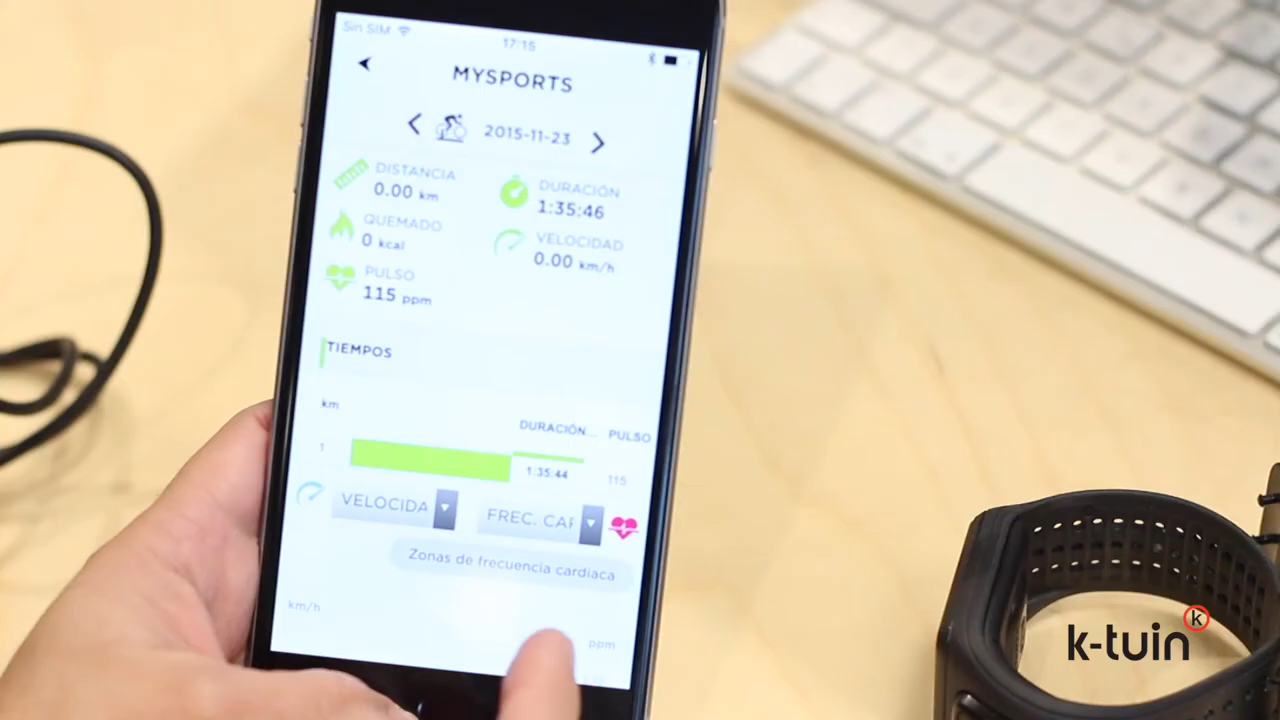 Sin SIM
17:15
MYSPORTS
2015-11-23
DISTANCIA
0.00 km
DURACIÓN
1:35:46
QUEMADO
0 kcal
VELOCIDAD
0.00 km/h
PULSO
115 ppm
TIEMPOS
km
DURACIÓN... PULSO
1
1:35:44
115
VELOCIDA
FREC. CAR
Zonas de frecuencia cardiaca
km/h
ppm
k-tuin
k